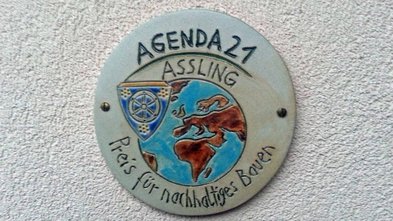 AGENDA 21
ASSLING
Preis für nachhaltiges Bauen